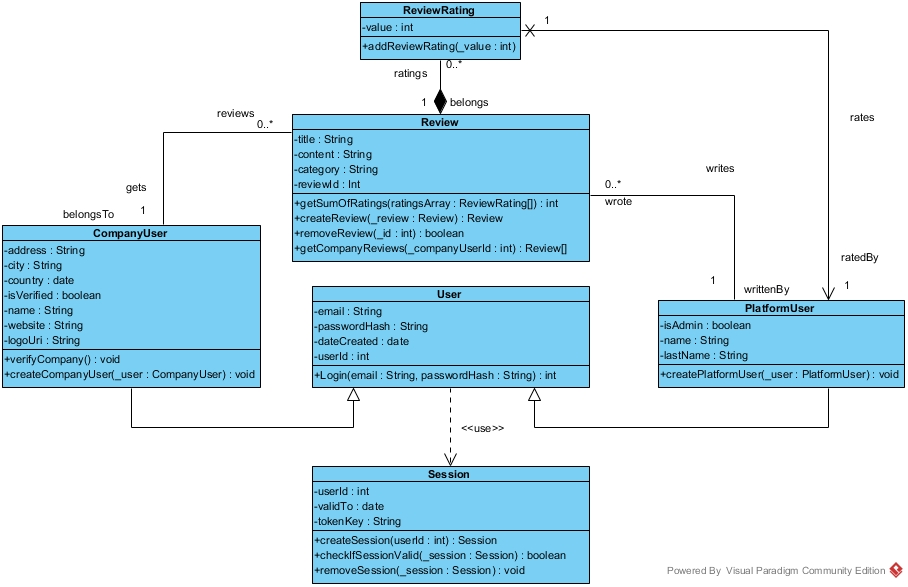 ReviewRating
-value : int
+addReviewRating(_value : int)
1
0..*
ratings
1
belongs
rates
reviews
0..*
Review
-title : String
-content : String
-category : String
-reviewId : Int
+getSumOfRatings(ratingsArray : ReviewRating[]) : int
+createReview(_review : Review) : Review
+removeReview(_id : int) : boolean
+getCompanyReviews(_companyUserId : int) : Review[]
writes
0..*
wrote
gets
belongsTo
1
CompanyUser
-address : String
-city : String
-country : date
-isVerified : boolean
-name : String
-website : String
-logoUri : String
+verifyCompany() : void
+createCompanyUser(_user : CompanyUser) : void
User
-email : String
-passwordHash : String
-dateCreated : date
-userId : int
+Login(email : String, passwordHash : String) : int
ratedBy
1
1
writtenBy
PlatformUser
-isAdmin : boolean
-name : String
-lastName : String
+createPlatformUser(_user : PlatformUser) : void
<<use>>
Session
-userId : int
-validTo : date
-tokenKey : String
+createSession(userId : int) : Session
+checkIfSessionValid(_session : Session) : boolean
+removeSession(_session : Session) : void
Powered By Visual Paradigm Community Edition